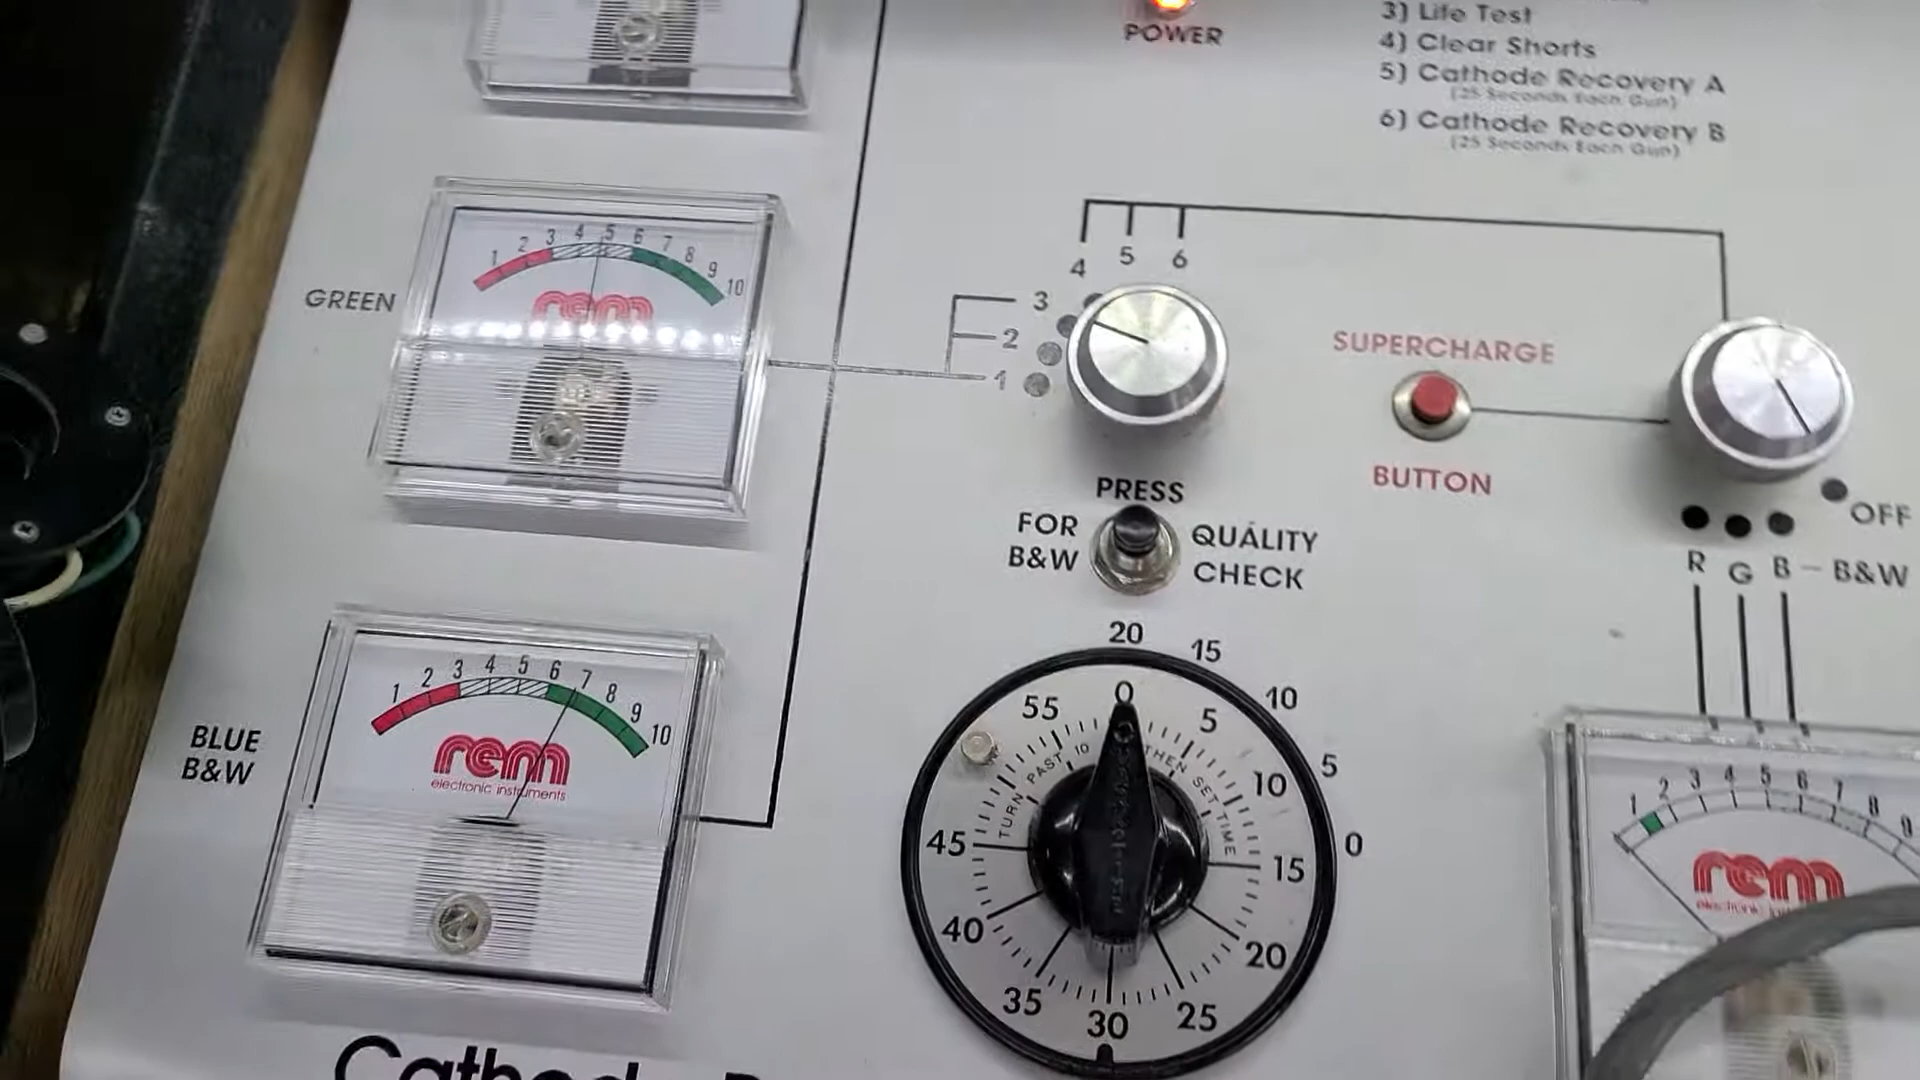 POWER
3) Life Test
4) Clear Shorts
5) Cathode Recovery A
(25 Seconds Each Gun)
6) Cathode Recovery B
(25 Seconds Each Gun)
GREEN
1 2 3 4 5 6 7 8 9 10
rem
4 5 6
3
2
1
SUPERCHARGE
BUTTON
OFF
R G B - B&W
PRESS
FOR
B&W
QUALITY
CHECK
BLUE
B&W
1 2 3 4 5 6 7 8 9 10
rem
electronic instruments
20 15 10 5 0
0 5 10 15 20 25 30 35 40 45 55
TURN PAST 10 THEN SET TIME
1 2 3 4 5 6 7 8 9
rem
electronic